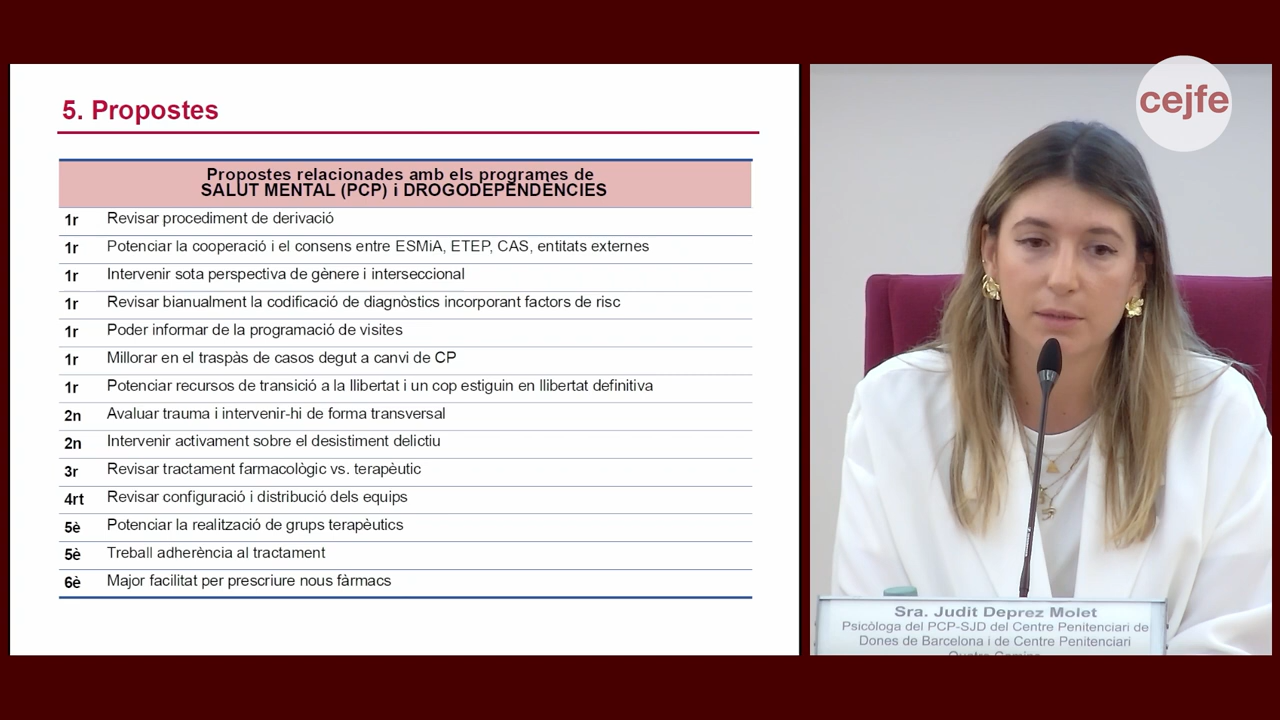 5. Propostes
Propostes relacionades amb els programes de
SALUT MENTAL (PCP) i DROGODEPENDENCIES
1r Revisar procediment de derivació
1r Potenciar la cooperació i el consens entre ESMiA, ETEP, CAS, entitats externes
1r Intervenir sota perspectiva de gènere i interseccional
1r Revisar bianualment la codificació de diagnòstics incorporant factors de risc
1r Poder informar de la programació de visites
1r Millorar en el traspàs de casos degut a canvi de CP
1r Potenciar recursos de transició a la llibertat i un cop estiguin en llibertat definitiva
2n Avaluar trauma i intervenir-hi de forma transversal
2n Intervenir activament sobre el desistiment delictiu
3r Revisar tractament farmacològic vs. terapèutic
4rt Revisar configuració i distribució dels equips
5è Potenciar la realització de grups terapèutics
5è Treball adherència al tractament
6è Major facilitat per prescriure nous fàrmacs
cejfe
Sra. Judit Deprez Molet
Psicòloga del PCP-SJD del Centre Penitenciari de
Dones de Barcelona i de Centre Penitenciari